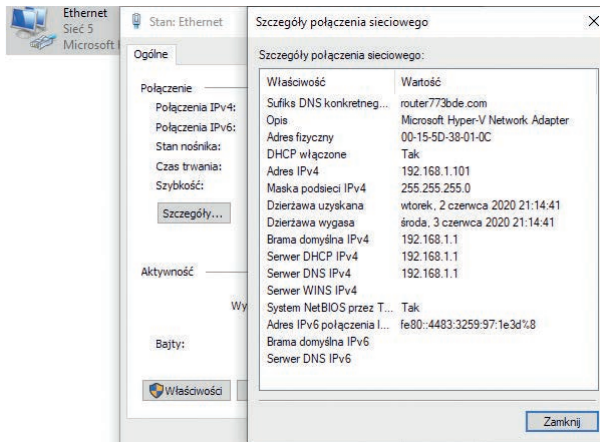 Ethernet
Sieć 5
Microsoft
Stan: Ethernet
Ogólne
Połączenie
Połączenia IPv4:
Połączenia IPv6:
Stan nośnika:
Czas trwania:
Szybkość:
Szczegóły...
Aktywność
Wy
Bajty:
Właściwości
Szczegóły połączenia sieciowego
Szczegóły połączenia sieciowego:
Właściwość Wartość
Sufiks DNS konkretneg... router773bde.com
Opis Microsoft Hyper-V Network Adapter
Adres fizyczny 00-15-5D-38-01-0C
DHCP włączone Tak
Adres IPv4 192.168.1.101
Maska podsieci IPv4 255.255.255.0
Dzierżawa uzyskana wtorek, 2 czerwca 2020 21:14:41
Dzierżawa wygasa środa, 3 czerwca 2020 21:14:41
Brama domyślna IPv4 192.168.1.1
Serwer DHCP IPv4 192.168.1.1
Serwer DNS IPv4 192.168.1.1
Serwer WINS IPv4
System NetBIOS przez T... Tak
Adres IPv6 połączenia l... fe80::4483:3259:97:1e3d%8
Brama domyślna IPv6
Serwer DNS IPv6
Zamknij